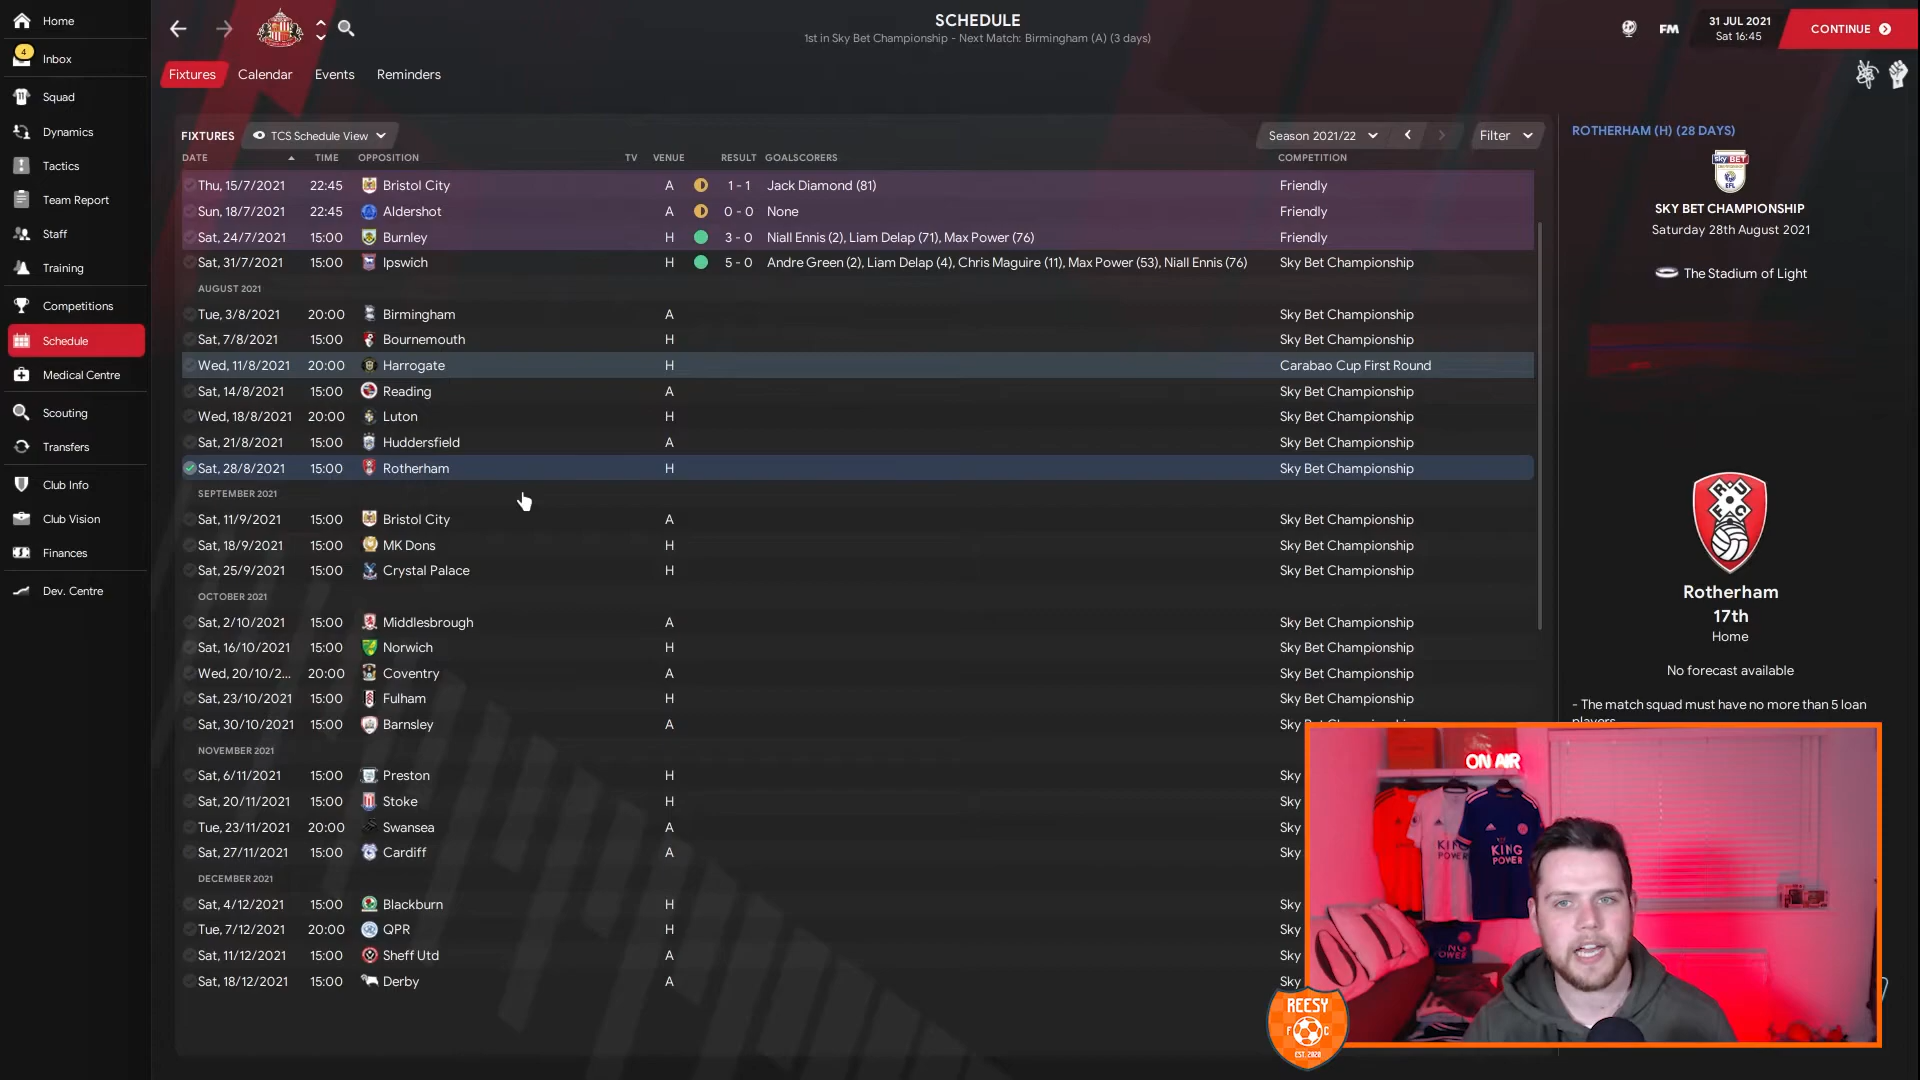 Home
SCHEDULE
1st in Sky Bet Championship - Next Match: Birmingham (A) (3 days)
FM
31 JUL 2021
Sat 16:45
CONTINUE
4
Inbox
Squad
Dynamics
Tactics
Team Report
Staff
Training
Competitions
Schedule
Medical Centre
Scouting
Transfers
Club Info
Club Vision
Finances
Dev. Centre
Fixtures Calendar Events Reminders
FIXTURES TCS Schedule View Season 2021/22 Filter
DATE TIME OPPOSITION TV VENUE RESULT GOALSCORERS COMPETITION
Thu, 15/7/2021 22:45 Bristol City A 1 - 1 Jack Diamond (81) Friendly
Sun, 18/7/2021 22:45 Aldershot A 0 - 0 None Friendly
Sat, 24/7/2021 15:00 Burnley H 3 - 0 Niall Ennis (2), Liam Delap (71), Max Power (76) Friendly
Sat, 31/7/2021 15:00 Ipswich H 5 - 0 Andre Green (2), Liam Delap (4), Chris Maguire (11), Max Power (53), Niall Ennis (76) Sky Bet Championship
AUGUST 2021
Tue, 3/8/2021 20:00 Birmingham A Sky Bet Championship
Sat, 7/8/2021 15:00 Bournemouth H Sky Bet Championship
Wed, 11/8/2021 20:00 Harrogate H Carabao Cup First Round
Sat, 14/8/2021 15:00 Reading A Sky Bet Championship
Wed, 18/8/2021 20:00 Luton H Sky Bet Championship
Sat, 21/8/2021 15:00 Huddersfield A Sky Bet Championship
Sat, 28/8/2021 15:00 Rotherham H Sky Bet Championship
SEPTEMBER 2021
Sat, 11/9/2021 15:00 Bristol City A Sky Bet Championship
Sat, 18/9/2021 15:00 MK Dons H Sky Bet Championship
Sat, 25/9/2021 15:00 Crystal Palace H Sky Bet Championship
OCTOBER 2021
Sat, 2/10/2021 15:00 Middlesbrough A Sky Bet Championship
Sat, 16/10/2021 15:00 Norwich H Sky Bet Championship
Wed, 20/10/2... 20:00 Coventry A Sky Bet Championship
Sat, 23/10/2021 15:00 Fulham H Sky Bet Championship
Sat, 30/10/2021 15:00 Barnsley A Sky Bet Championship
NOVEMBER 2021
Sat, 6/11/2021 15:00 Preston H Sky
Sat, 20/11/2021 15:00 Stoke H Sky
Tue, 23/11/2021 20:00 Swansea A Sky
Sat, 27/11/2021 15:00 Cardiff A Sky
DECEMBER 2021
Sat, 4/12/2021 15:00 Blackburn H Sky
Tue, 7/12/2021 20:00 QPR H Sky
Sat, 11/12/2021 15:00 Sheff Utd A Sky
Sat, 18/12/2021 15:00 Derby A Sky
ROTHERHAM (H) (28 DAYS)
sky BET
EFL
SKY BET CHAMPIONSHIP
Saturday 28th August 2021
The Stadium of Light
Rotherham
17th
Home
No forecast available
- The match squad must have no more than 5 loan
players
ON AIR
KING
POWER
KING
POWER
REESY
F C
EST. 2020